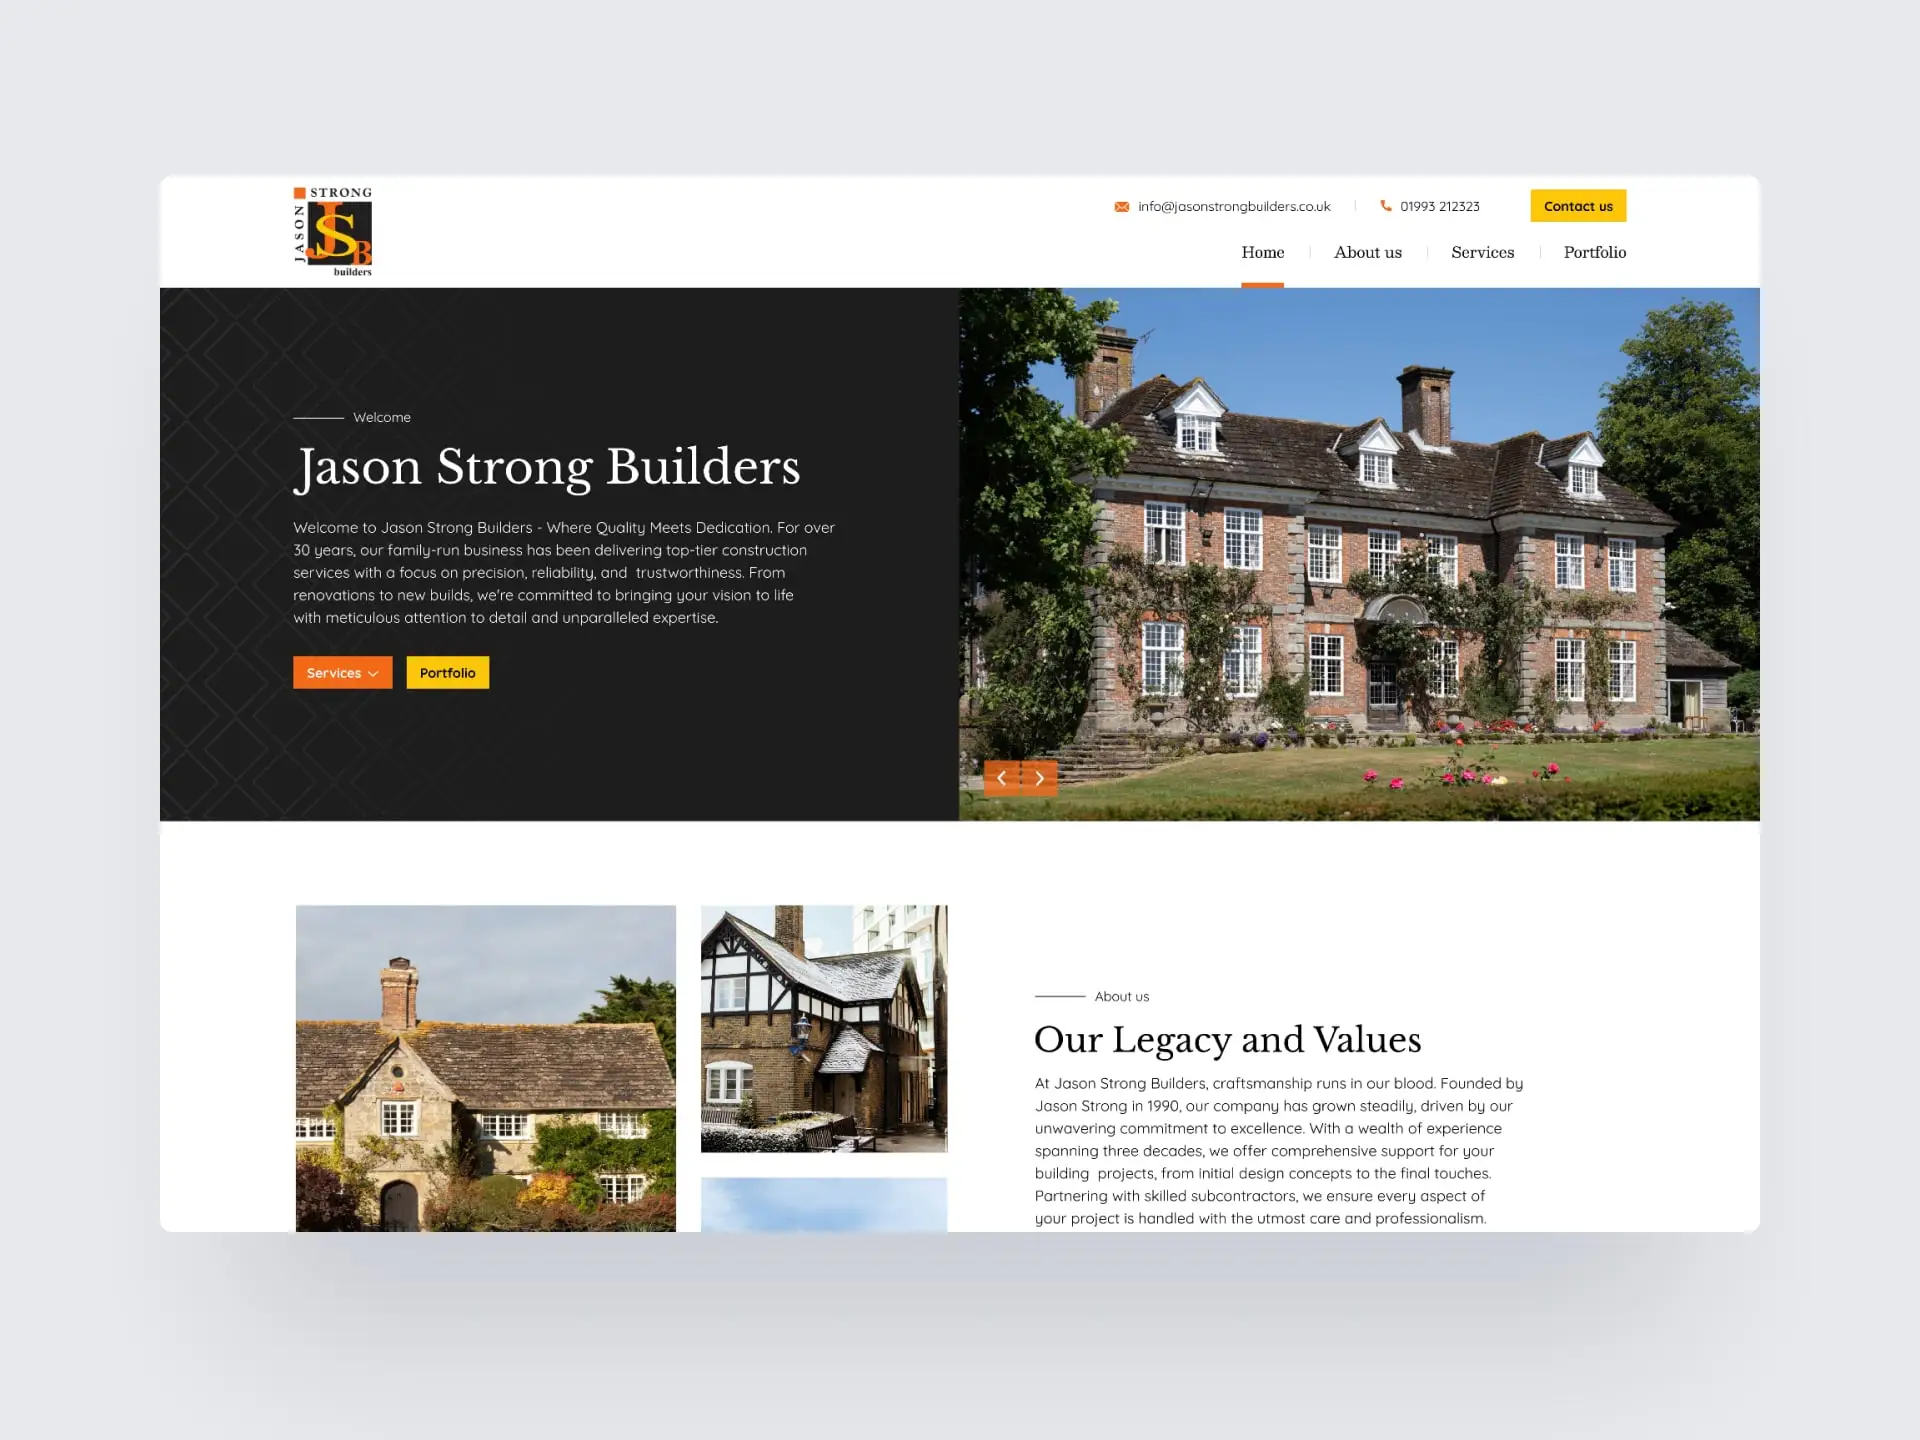 STRONG
JASON
JSB
builders
info@jasonstrongbuilders.co.uk
01993 212323
Contact us
Home
About us
Services
Portfolio
Welcome
Jason Strong Builders
Welcome to Jason Strong Builders - Where Quality Meets Dedication. For over
30 years, our family-run business has been delivering top-tier construction
services with a focus on precision, reliability, and  trustworthiness. From
renovations to new builds, we're committed to bringing your vision to life
with meticulous attention to detail and unparalleled expertise.
Services
Portfolio
About us
Our Legacy and Values
At Jason Strong Builders, craftsmanship runs in our blood. Founded by
Jason Strong in 1990, our company has grown steadily, driven by our
unwavering commitment to excellence. With a wealth of experience
spanning three decades, we offer comprehensive support for your
building  projects, from initial design concepts to the final touches.
Partnering with skilled subcontractors, we ensure every aspect of
your project is handled with the utmost care and professionalism.